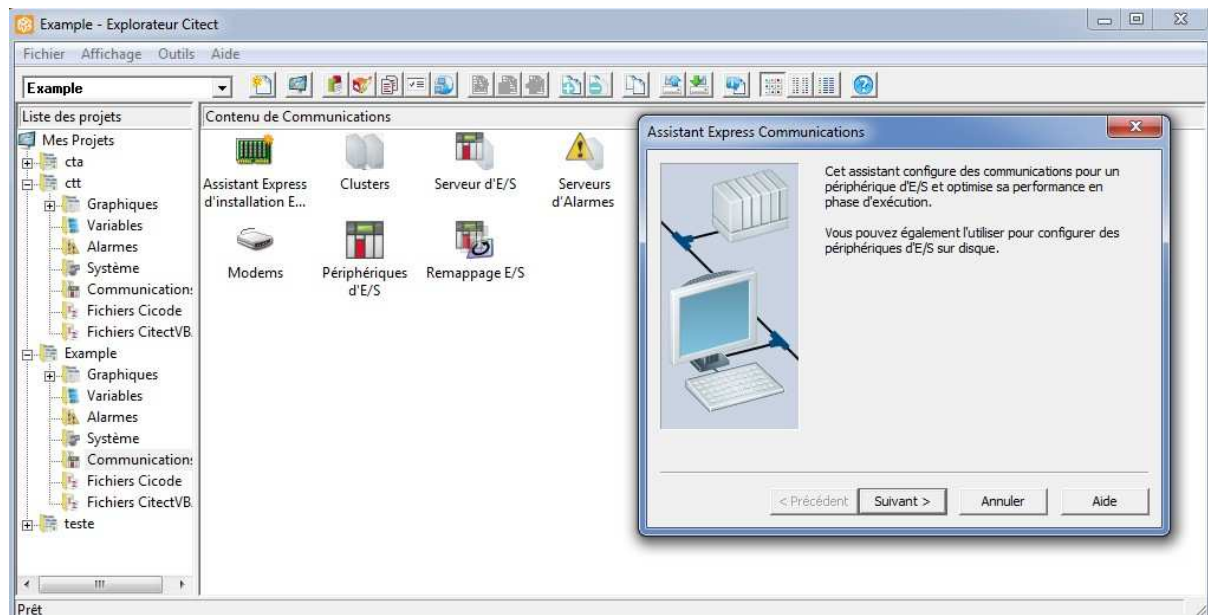 Example - Explorateur Citect
Fichier Affichage Outils Aide
Example
Liste des projets
Contenu de Communications
Mes Projets
cta
ctt
Graphiques
Variables
Alarmes
Système
Communications
Fichiers Cicode
Fichiers CitectVB.
Example
Graphiques
Variables
Alarmes
Système
Communications
Fichiers Cicode
Fichiers CitectVB.
teste
Assistant Express
d'installation E...
Clusters
Serveur d'E/S
Serveurs
d'Alarmes
Modems
Périphériques
d'E/S
Remappage E/S
Assistant Express Communications
Cet assistant configure des communications pour un
périphérique d'E/S et optimise sa performance en
phase d'exécution.
Vous pouvez également l'utiliser pour configurer des
périphériques d'E/S sur disque.
< Précédent
Suivant >
Annuler
Aide
Prêt